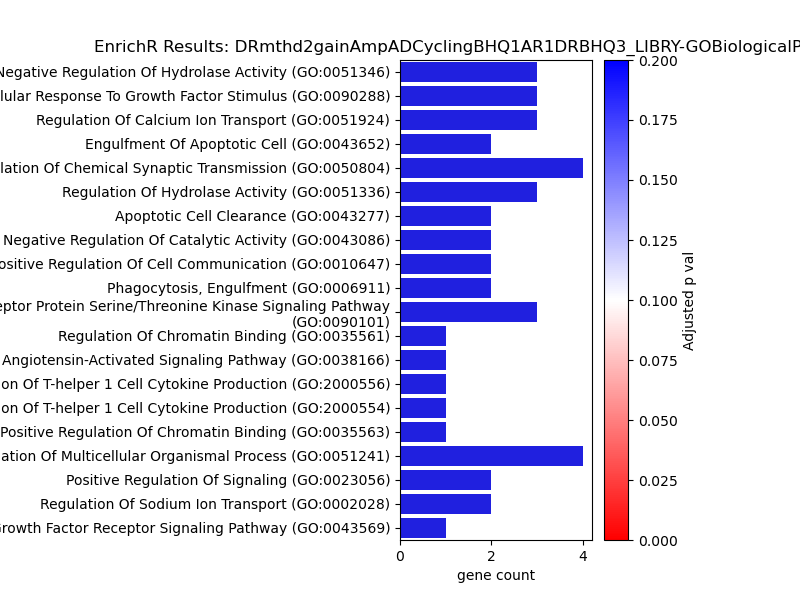 EnrichR Results: DRmthd2gainAmpADCyclingBHQ1AR1DRBHQ3_LIBRY-GOBiologicalP
Negative Regulation Of Hydrolase Activity (GO:0051346)
lular Response To Growth Factor Stimulus (GO:0090288)
Regulation Of Calcium Ion Transport (GO:0051924)
Engulfment Of Apoptotic Cell (GO:0043652)
lation Of Chemical Synaptic Transmission (GO:0050804)
Regulation Of Hydrolase Activity (GO:0051336)
Apoptotic Cell Clearance (GO:0043277)
Negative Regulation Of Catalytic Activity (GO:0043086)
ositive Regulation Of Cell Communication (GO:0010647)
Phagocytosis, Engulfment (GO:0006911)
eptor Protein Serine/Threonine Kinase Signaling Pathway
(GO:0090101)
Regulation Of Chromatin Binding (GO:0035561)
Angiotensin-Activated Signaling Pathway (GO:0038166)
on Of T-helper 1 Cell Cytokine Production (GO:2000556)
on Of T-helper 1 Cell Cytokine Production (GO:2000554)
Positive Regulation Of Chromatin Binding (GO:0035563)
ation Of Multicellular Organismal Process (GO:0051241)
Positive Regulation Of Signaling (GO:0023056)
Regulation Of Sodium Ion Transport (GO:0002028)
Growth Factor Receptor Signaling Pathway (GO:0043569)
0 2 4
gene count
0.200
0.175
0.150
0.125
0.100
0.075
0.050
0.025
0.000
Adjusted p val